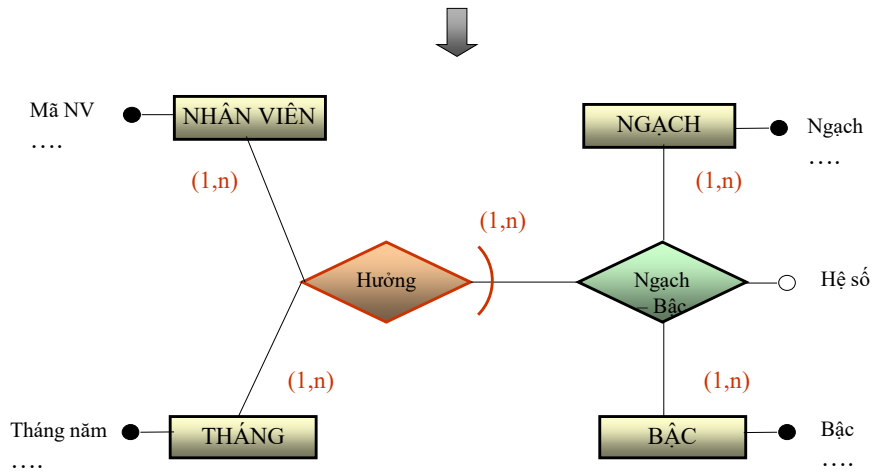 Mã NV
….
NHÂN VIÊN
NGẠCH
Ngạch
….
(1,n)
(1,n)
(1,n)
Hưởng
Ngạch
– Bậc
Hệ số
(1,n)
(1,n)
Tháng năm
….
THÁNG
BẬC
Bậc
….